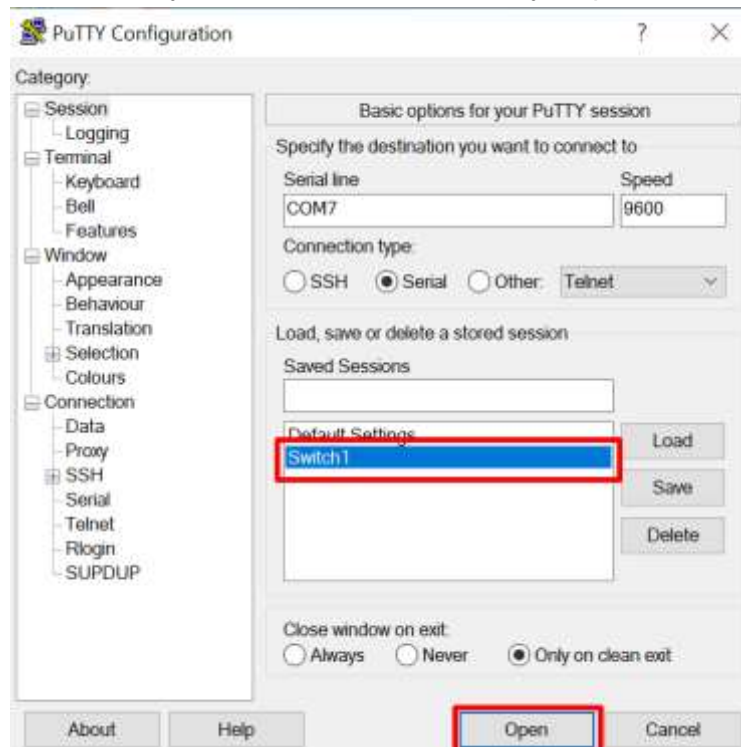 PuTTY Configuration ? ×
Category:
Session
Logging
Terminal
Keyboard
Bell
Features
Window
Appearance
Behaviour
Translation
Selection
Colours
Connection
Data
Proxy
SSH
Serial
Telnet
Rlogin
SUPDUP
Basic options for your PuTTY session
Specify the destination you want to connect to
Serial line Speed
COM7 9600
Connection type:
SSH Serial Other: Telnet
Load, save or delete a stored session
Saved Sessions
Default Settings
Switch1
Load
Save
Delete
Close window on exit:
Always Never Only on clean exit
About Help Open Cancel